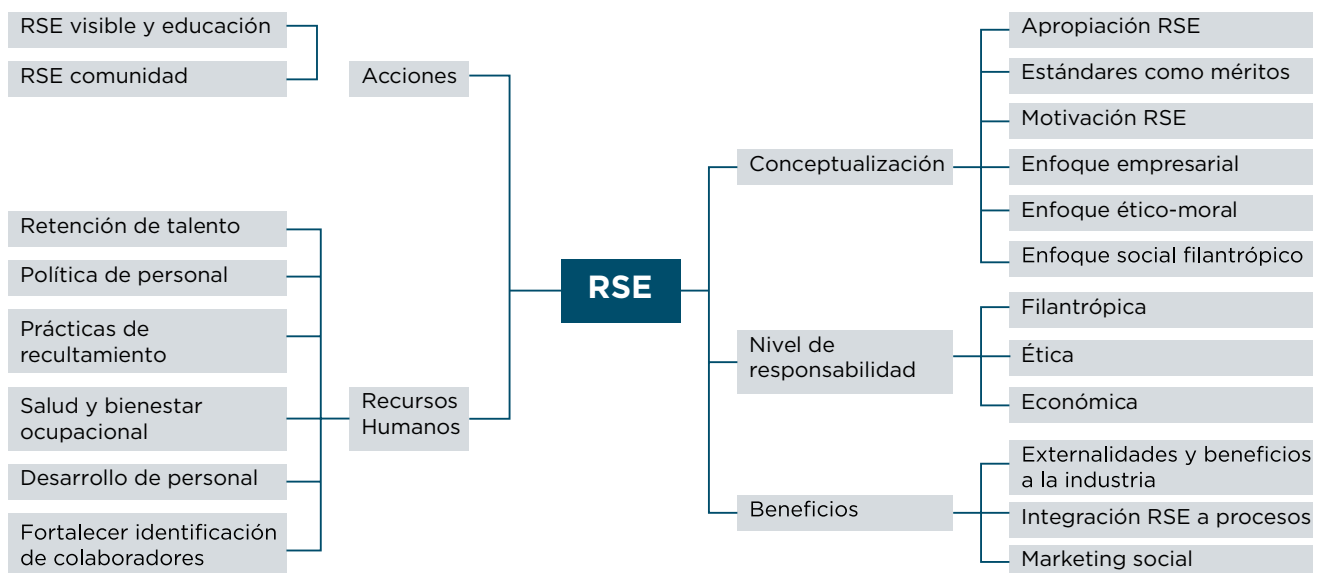 RSE visible y educación
RSE comunidad
Acciones
Retención de talento
Política de personal
Prácticas de
recultamiento
Salud y bienestar
ocupacional
Desarrollo de personal
Fortalecer identificación
de colaboradores
Recursos
Humanos
RSE
Conceptualización
Apropiación RSE
Estándares como méritos
Motivación RSE
Enfoque empresarial
Enfoque ético-moral
Enfoque social filantrópico
Nivel de
responsabilidad
Filantrópica
Ética
Económica
Beneficios
Externalidades y beneficios
a la industria
Integración RSE a procesos
Marketing social